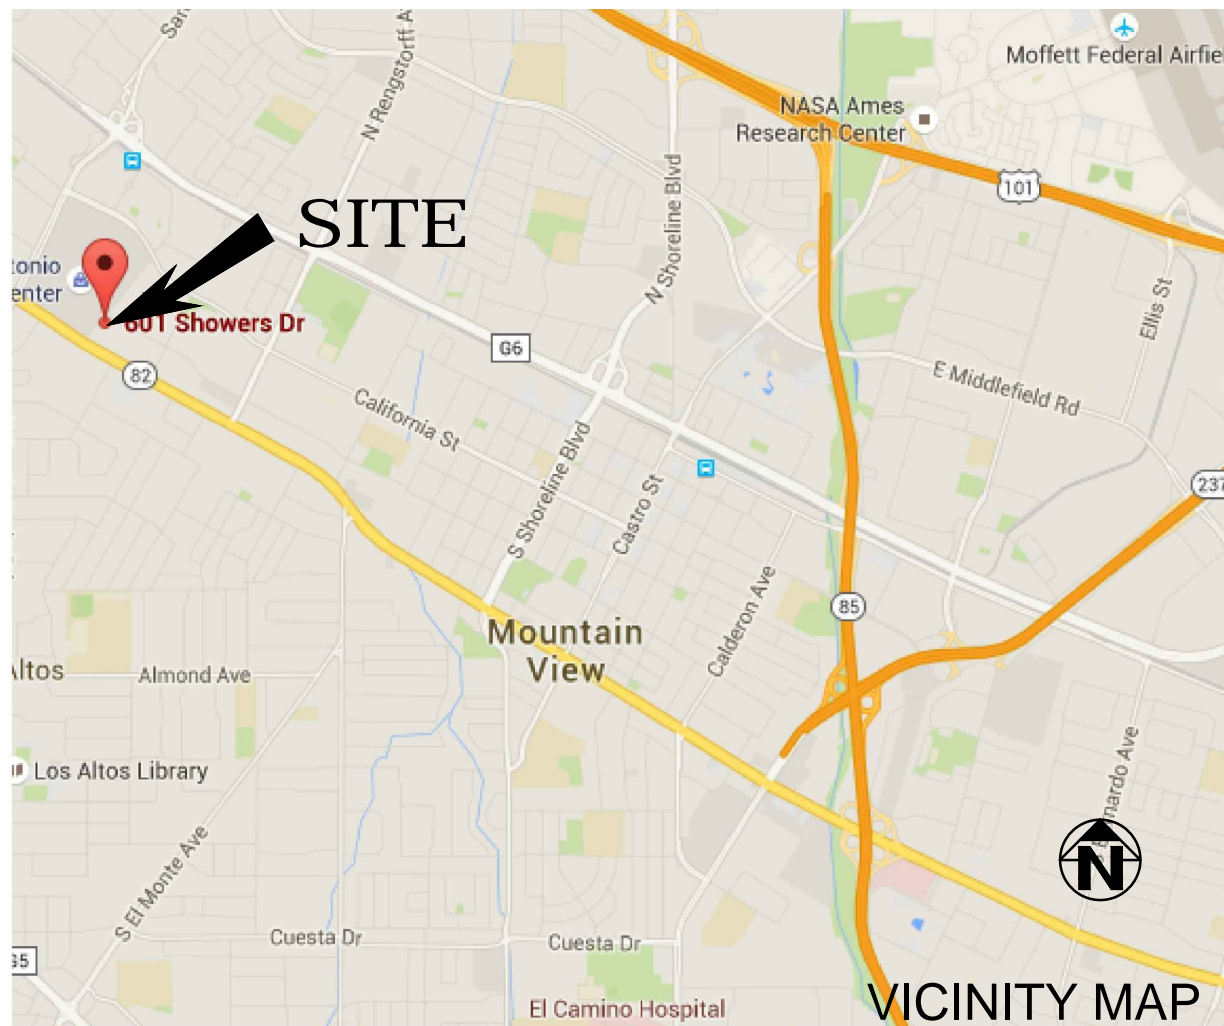 San
N Rengstorff A
Moffett Federal Airfie
NASA Ames
Research Center
101
N Shoreline Blvd
SITE
tonio
enter
601 Showers Dr
Ellis St
G6
82
E Middlefield Rd
California St
S Shoreline Blvd
Castro St
237
Calderon Ave
85
Mountain
View
Altos
Almond Ave
Los Altos Library
nardo Ave
N
S El Monte Ave
Cuesta Dr
Cuesta Dr
G5
El Camino Hospital
VICINITY MAP